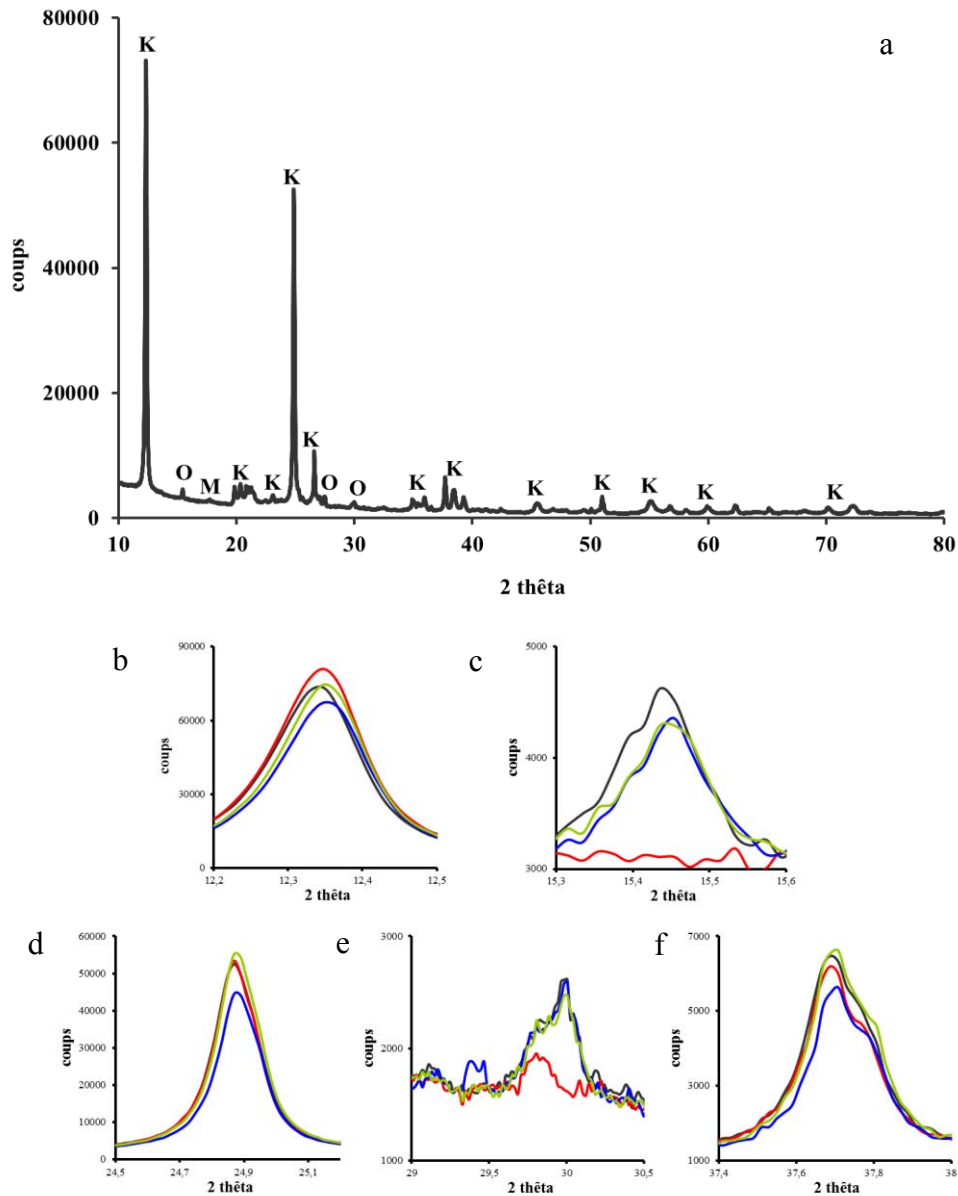 80000
60000
40000
20000
0
coups
a
K
K
O
M
K
K
K
O
O
K
K
K
K
K
K
K
10 20 30 40 50 60 70 80
2 thêta
b
90000
60000
30000
0
coups
12,2 12,3 12,4 12,5
2 thêta
c
5000
4000
3000
coups
15,3 15,4 15,5 15,6
2 thêta
d
60000
50000
40000
30000
20000
10000
0
coups
24,5 24,7 24,9 25,1
2 thêta
e
3000
2000
1000
coups
29 29,5 30 30,5
2 thêta
f
7000
5000
3000
1000
coups
37,4 37,6 37,8 38
2 thêta